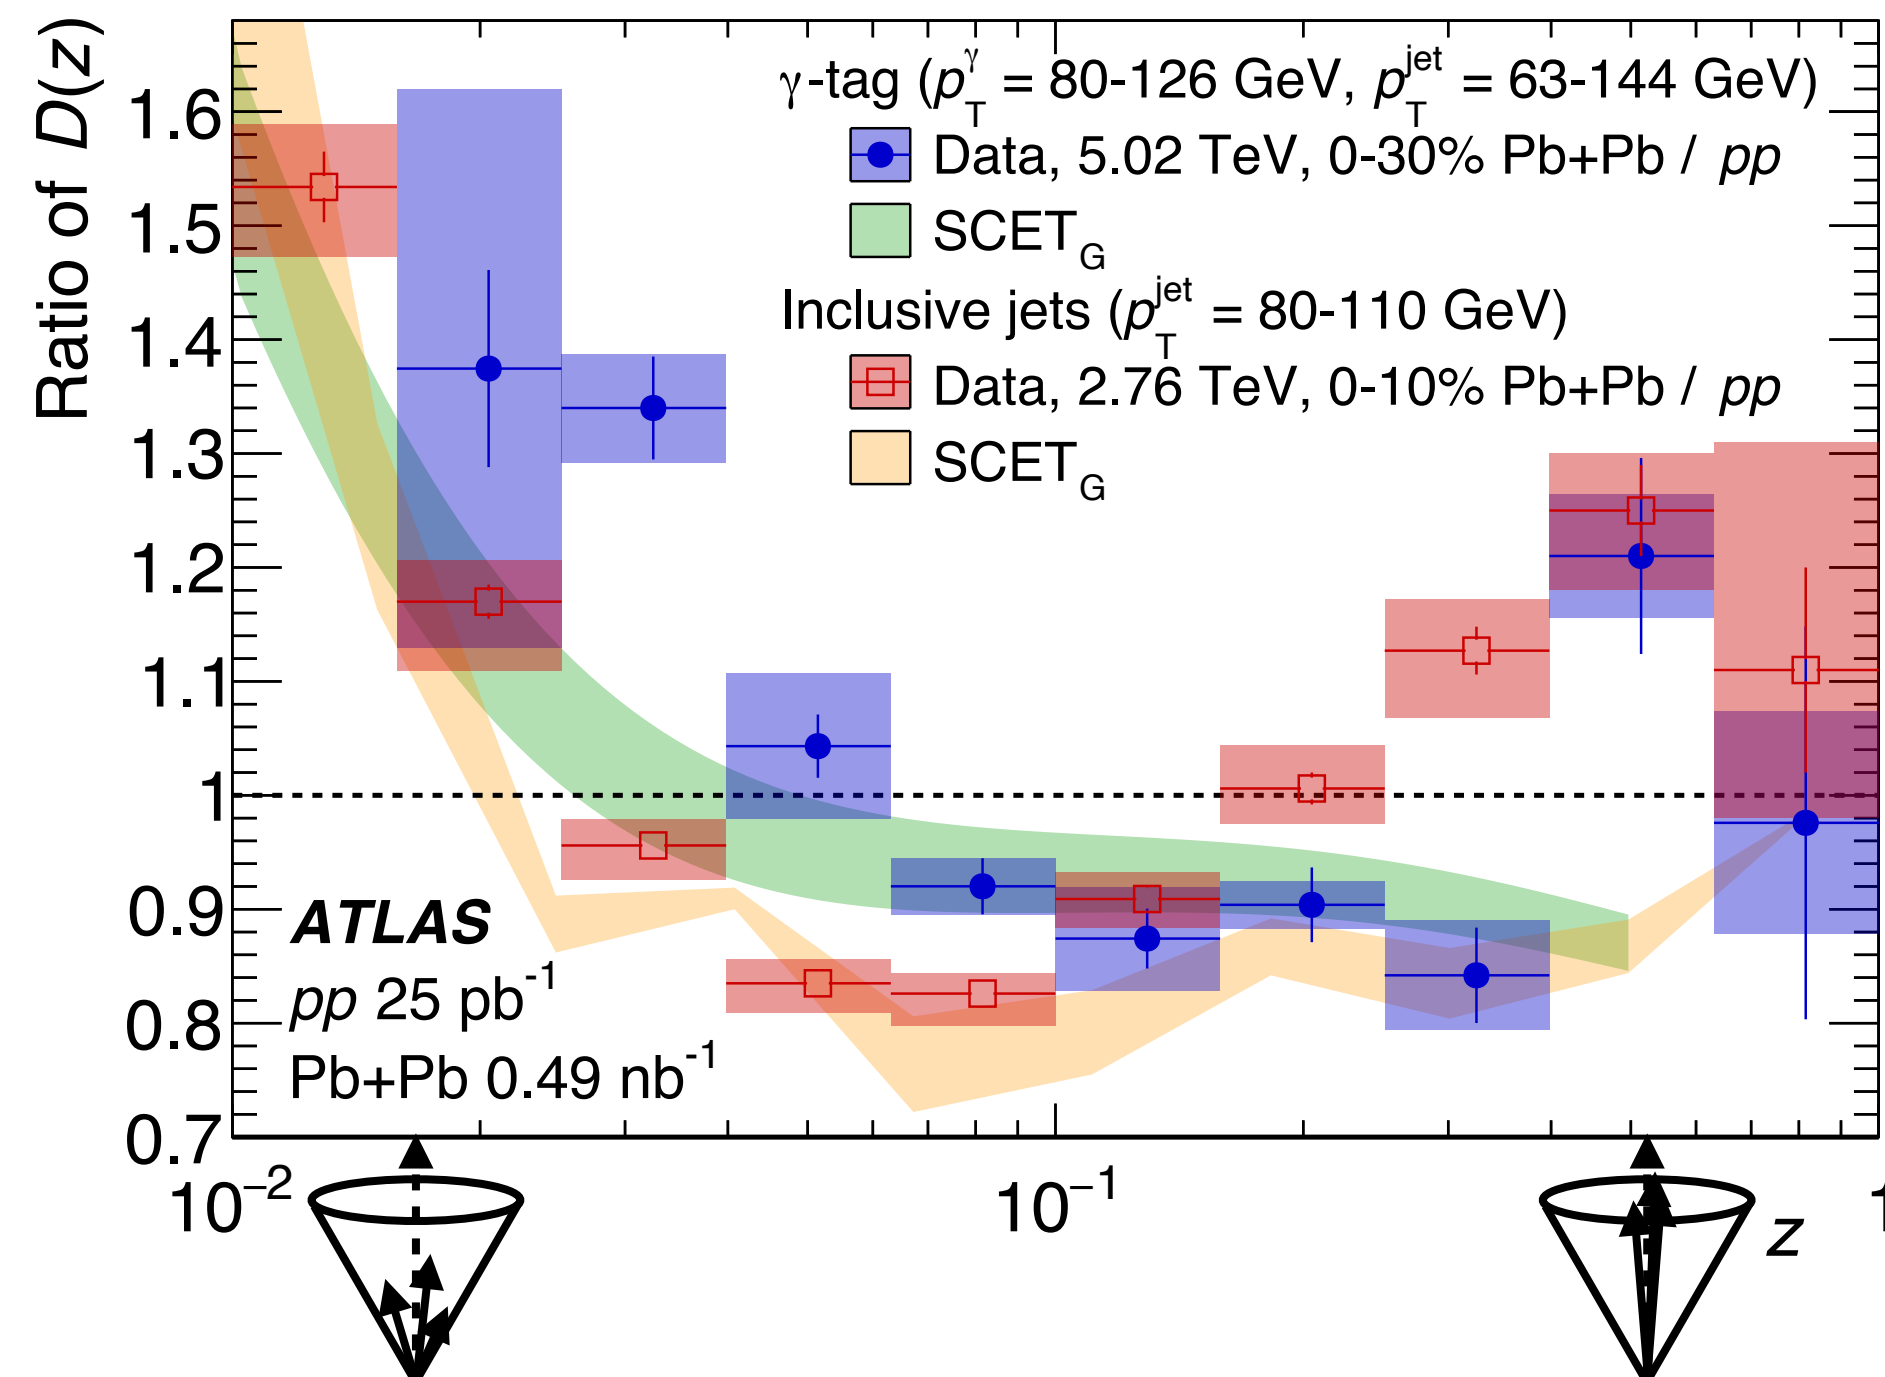 Ratio of D(z)
γ-tag (p_T^γ = 80-126 GeV, p_T^jet = 63-144 GeV)
Data, 5.02 TeV, 0-30% Pb+Pb / pp
SCET_G
Inclusive jets (p_T^jet = 80-110 GeV)
Data, 2.76 TeV, 0-10% Pb+Pb / pp
SCET_G
1.6
1.5
1.4
1.3
1.2
1.1
1
0.9
0.8
0.7
ATLAS
pp 25 pb^-1
Pb+Pb 0.49 nb^-1
10^−2
10^−1
1
z